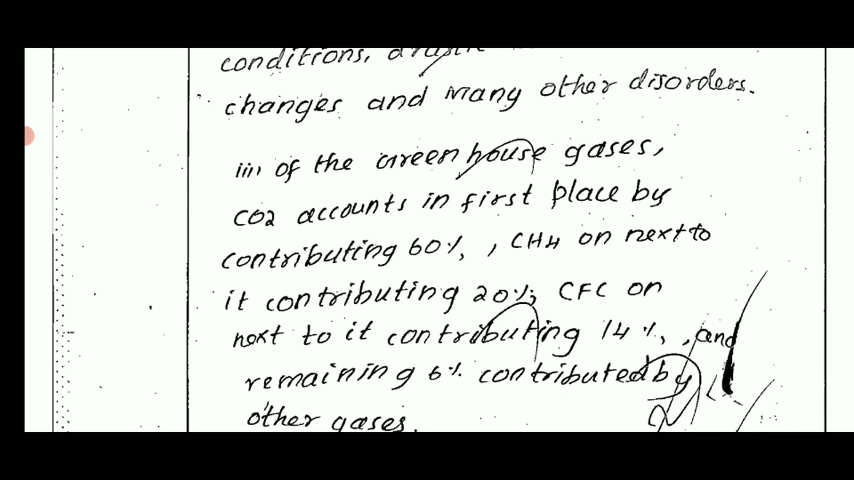 conditions,
changes and many other disorders.
iii) of the Green house gases,
CO2 accounts in first place by
contributing 60%, , CH4 on next to
it contributing 20%; CFC on
next to it contributing 14%, , and
remaining 6% contributed by
other gases.